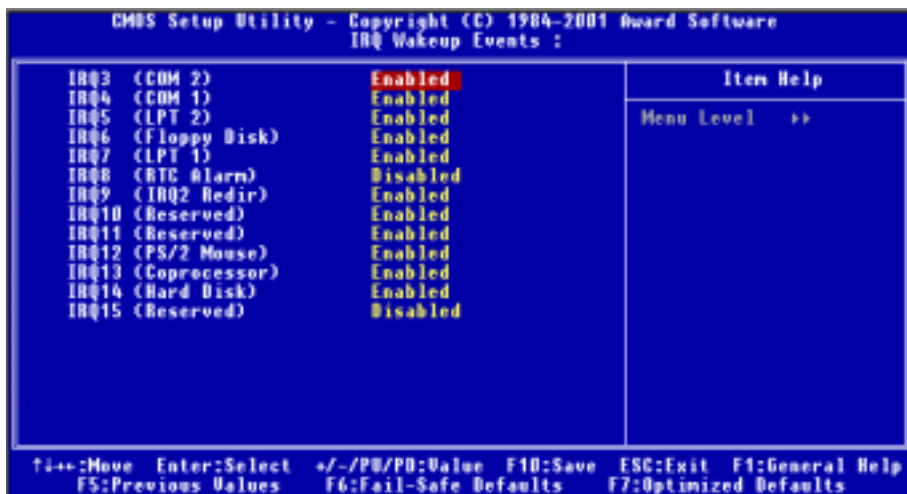 CMOS Setup Utility - Copyright (C) 1984-2001 Award Software
IRQ Wakeup Events :
IRQ3 (COM 2) Enabled
IRQ4 (COM 1) Enabled
IRQ5 (LPT 2) Enabled
IRQ6 (Floppy Disk) Enabled
IRQ7 (LPT 1) Enabled
IRQ8 (RTC Alarm) Disabled
IRQ9 (IRQ2 Redir) Enabled
IRQ10 (Reserved) Enabled
IRQ11 (Reserved) Enabled
IRQ12 (PS/2 Mouse) Enabled
IRQ13 (Coprocessor) Enabled
IRQ14 (Hard Disk) Enabled
IRQ15 (Reserved) Disabled
Item Help
Menu Level ►►
↑↓→←:Move Enter:Select +/-/PU/PD:Value F10:Save ESC:Exit F1:General Help
F5:Previous Values F6:Fail-Safe Defaults F7:Optimized Defaults